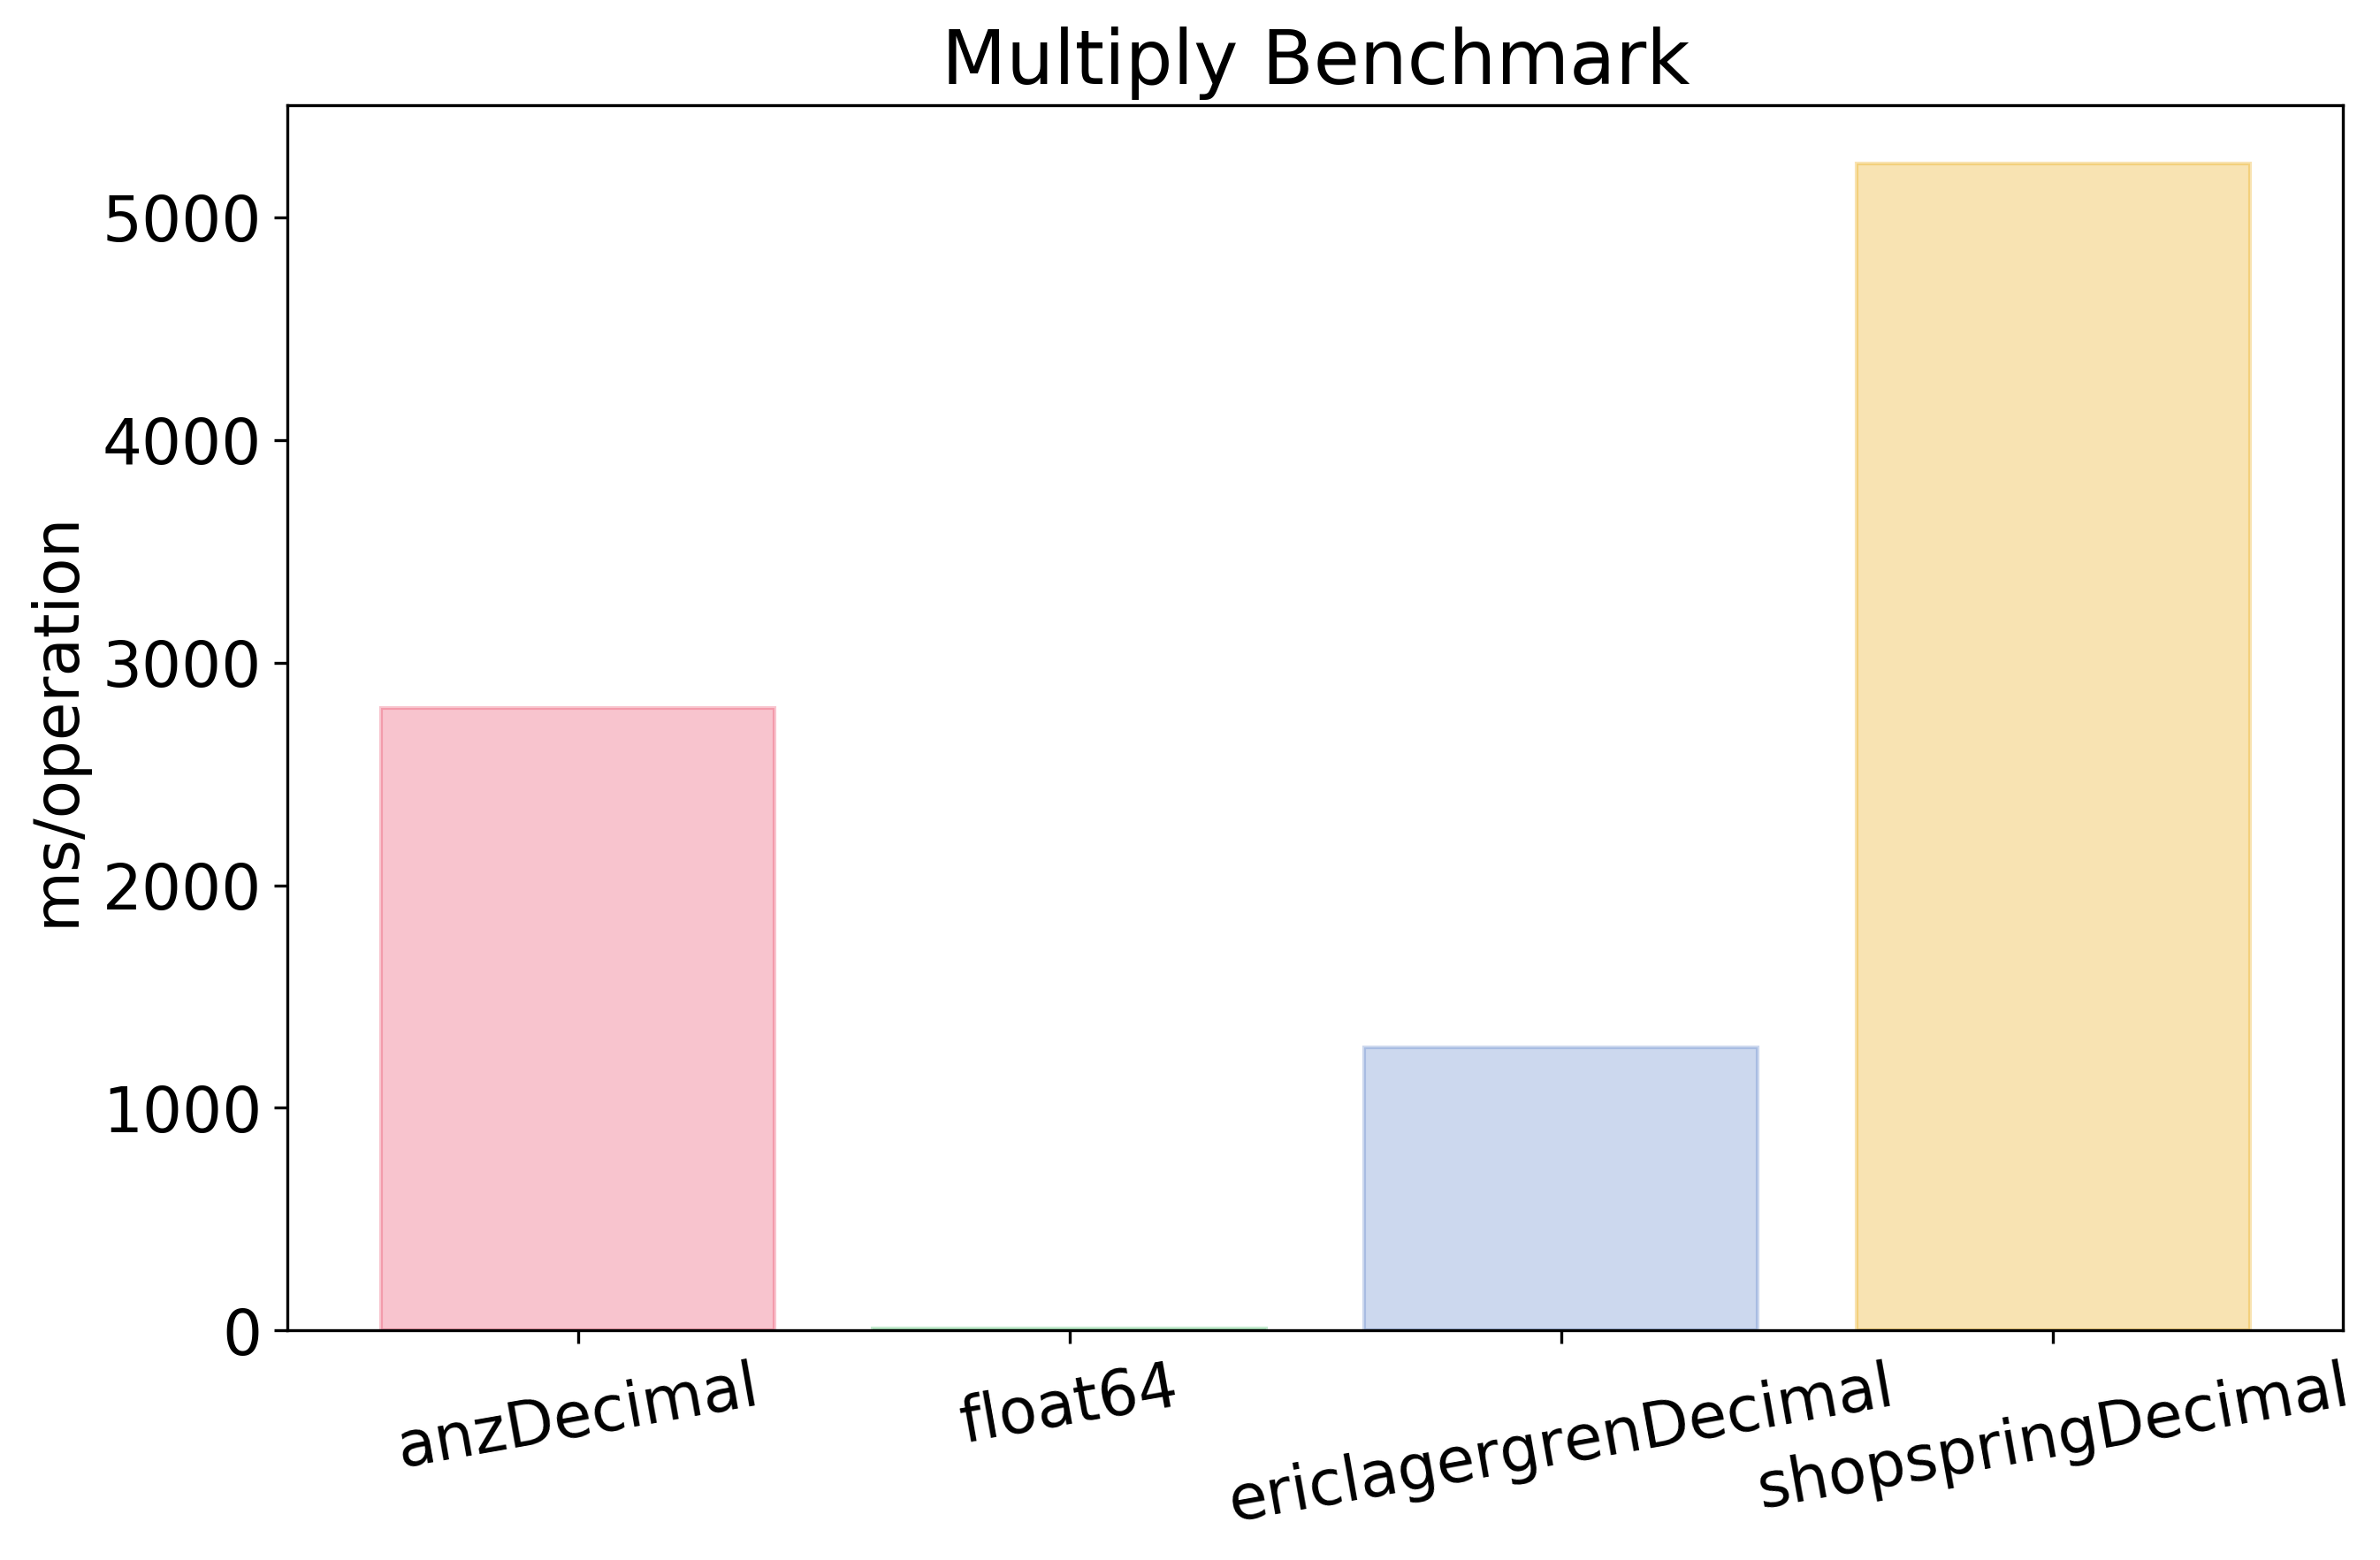 Multiply Benchmark
ms/operation
5000
4000
3000
2000
1000
0
anzDecimal
float64
ericlagergrenDecimal
shopspringDecimal